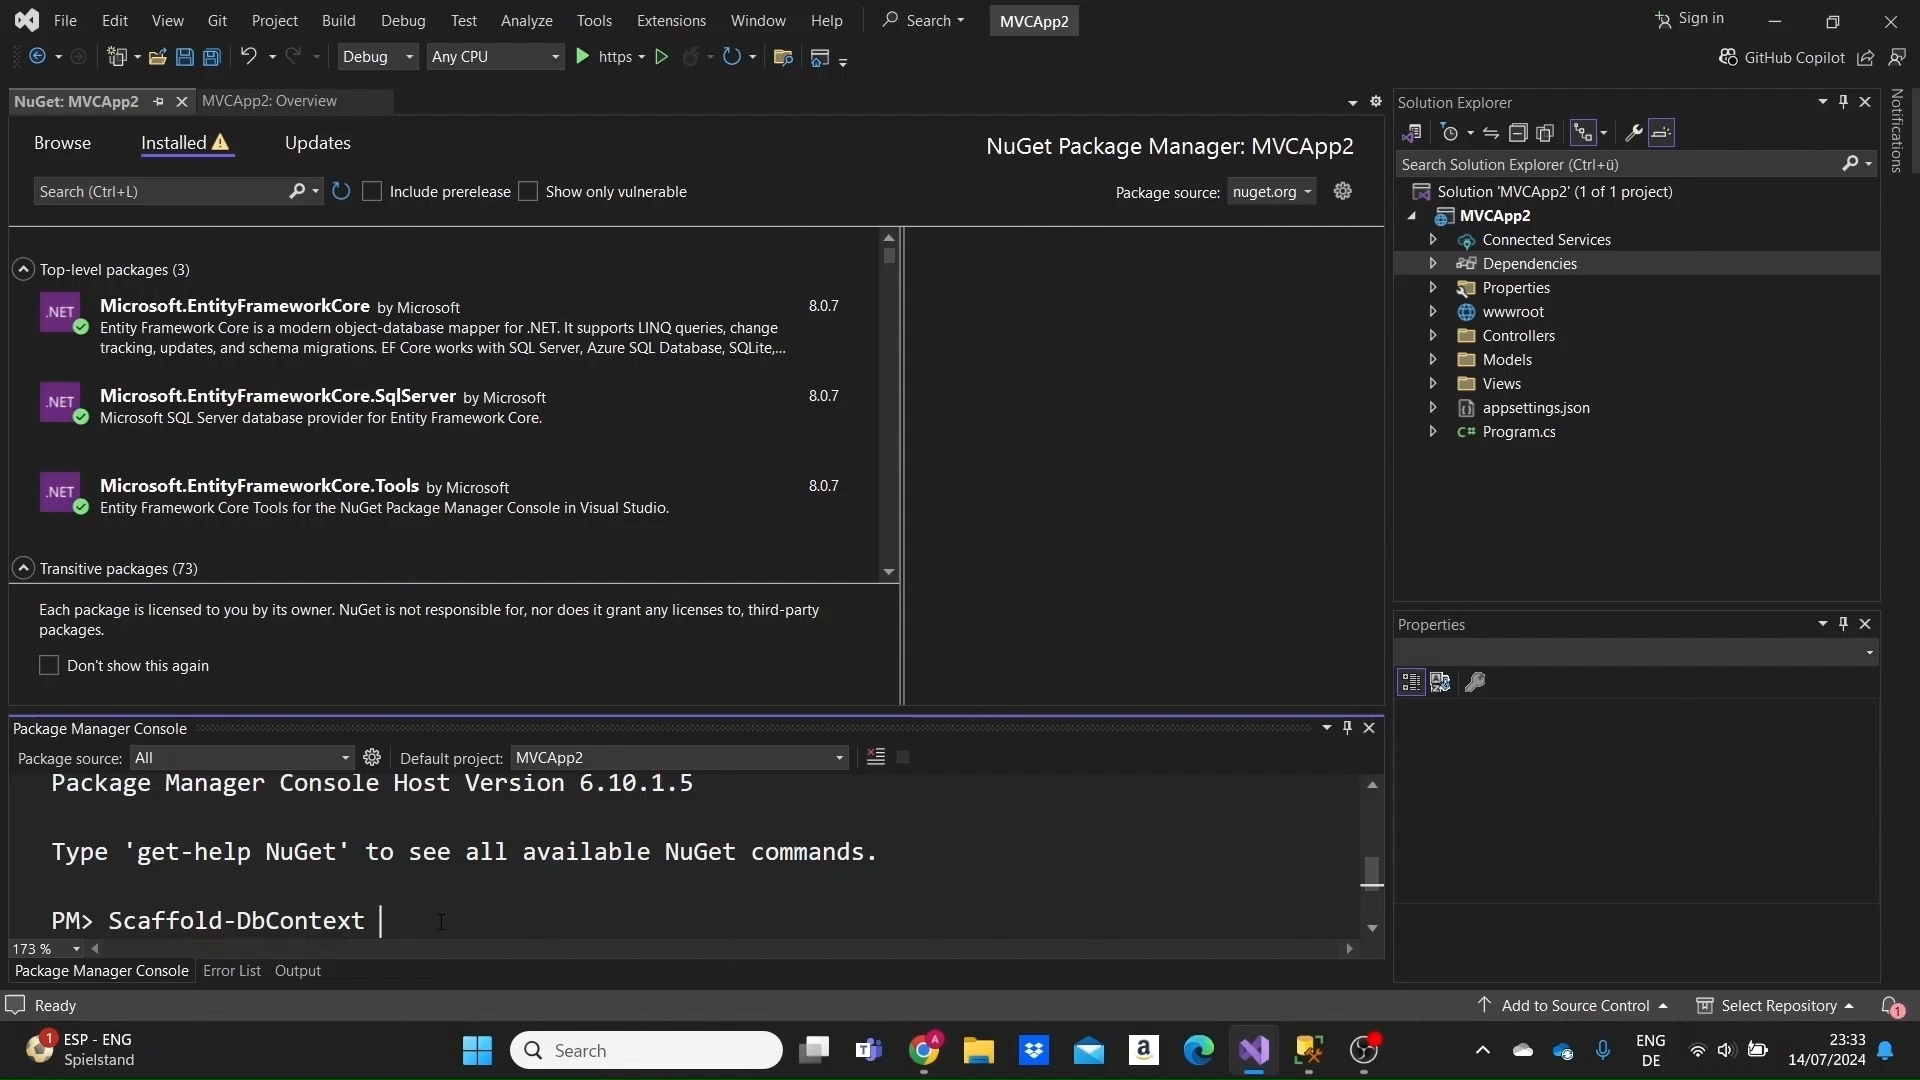 File Edit View Git Project Build Debug Test Analyze Tools Extensions Window Help Search MVCApp2 Sign in
Debug Any CPU https GitHub Copilot
NuGet: MVCApp2 MVCApp2: Overview
Browse Installed Updates
NuGet Package Manager: MVCApp2
Search (Ctrl+L) Include prerelease Show only vulnerable
Package source: nuget.org
Top-level packages (3)
.NET
Microsoft.EntityFrameworkCore by Microsoft 8.0.7
Entity Framework Core is a modern object-database mapper for .NET. It supports LINQ queries, change
tracking, updates, and schema migrations. EF Core works with SQL Server, Azure SQL Database, SQLite,...
.NET
Microsoft.EntityFrameworkCore.SqlServer by Microsoft 8.0.7
Microsoft SQL Server database provider for Entity Framework Core.
.NET
Microsoft.EntityFrameworkCore.Tools by Microsoft 8.0.7
Entity Framework Core Tools for the NuGet Package Manager Console in Visual Studio.
Transitive packages (73)
Each package is licensed to you by its owner. NuGet is not responsible for, nor does it grant any licenses to, third-party
packages.
Don't show this again
Solution Explorer
Search Solution Explorer (Ctrl+ü)
Solution 'MVCApp2' (1 of 1 project)
MVCApp2
Connected Services
Dependencies
Properties
wwwroot
Controllers
Models
Views
appsettings.json
C# Program.cs
Notifications
Properties
Package Manager Console
Package source: All Default project: MVCApp2
Package Manager Console Host Version 6.10.1.5
Type 'get-help NuGet' to see all available NuGet commands.
PM> Scaffold-DbContext
173 %
Package Manager Console Error List Output
Ready Add to Source Control Select Repository 1
1 ESP - ENG
Spielstand
Search
A
ENG
DE
23:33
14/07/2024